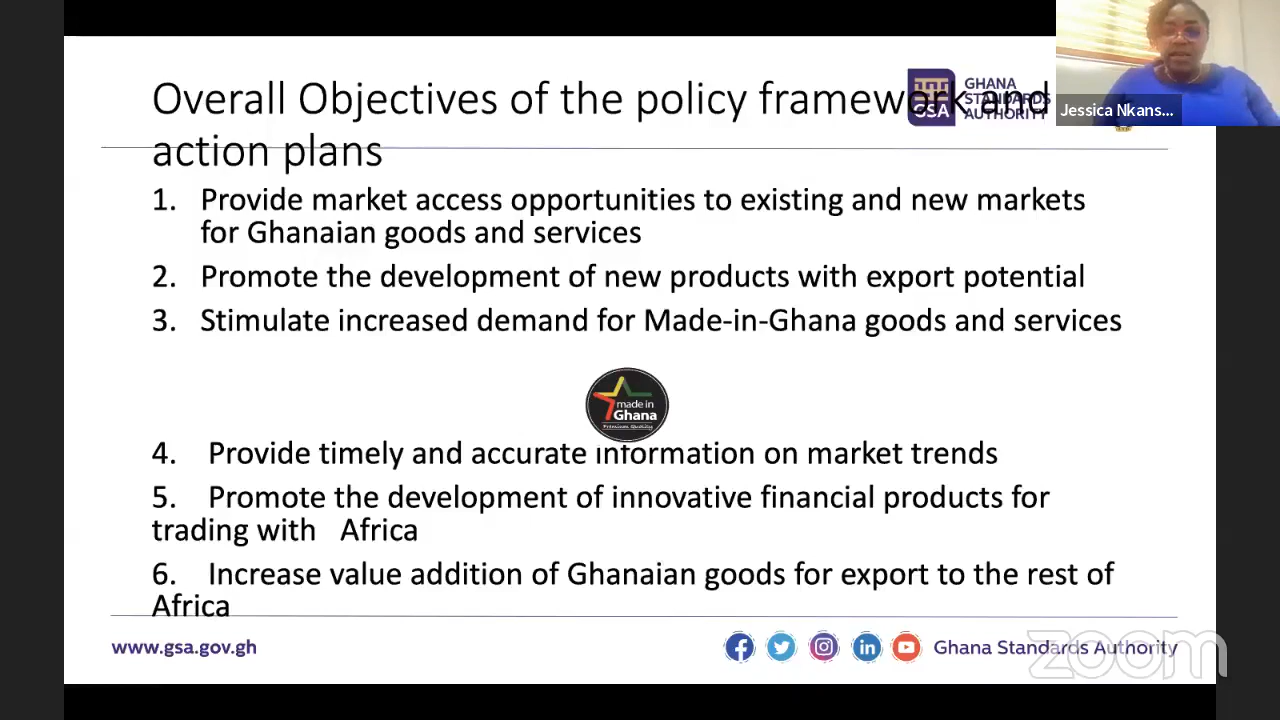 Overall Objectives of the policy framework and
action plans
GSA
GHANA
STANDARDS
AUTHORITY
Jessica Nkans...
1. Provide market access opportunities to existing and new markets
for Ghanaian goods and services
2. Promote the development of new products with export potential
3. Stimulate increased demand for Made-in-Ghana goods and services
made in
Ghana
Premium Quality
4. Provide timely and accurate information on market trends
5. Promote the development of innovative financial products for
trading with Africa
6. Increase value addition of Ghanaian goods for export to the rest of
Africa
www.gsa.gov.gh
Ghana Standards Authority
zoom